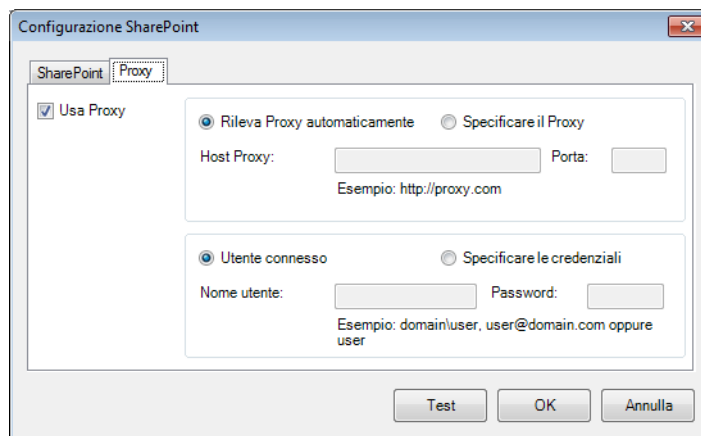 Configurazione SharePoint
SharePoint Proxy
Usa Proxy
Rileva Proxy automaticamente Specificare il Proxy
Host Proxy: Porta:
Esempio: http://proxy.com
Utente connesso Specificare le credenziali
Nome utente: Password:
Esempio: domain\user, user@domain.com oppure
user
Test OK Annulla